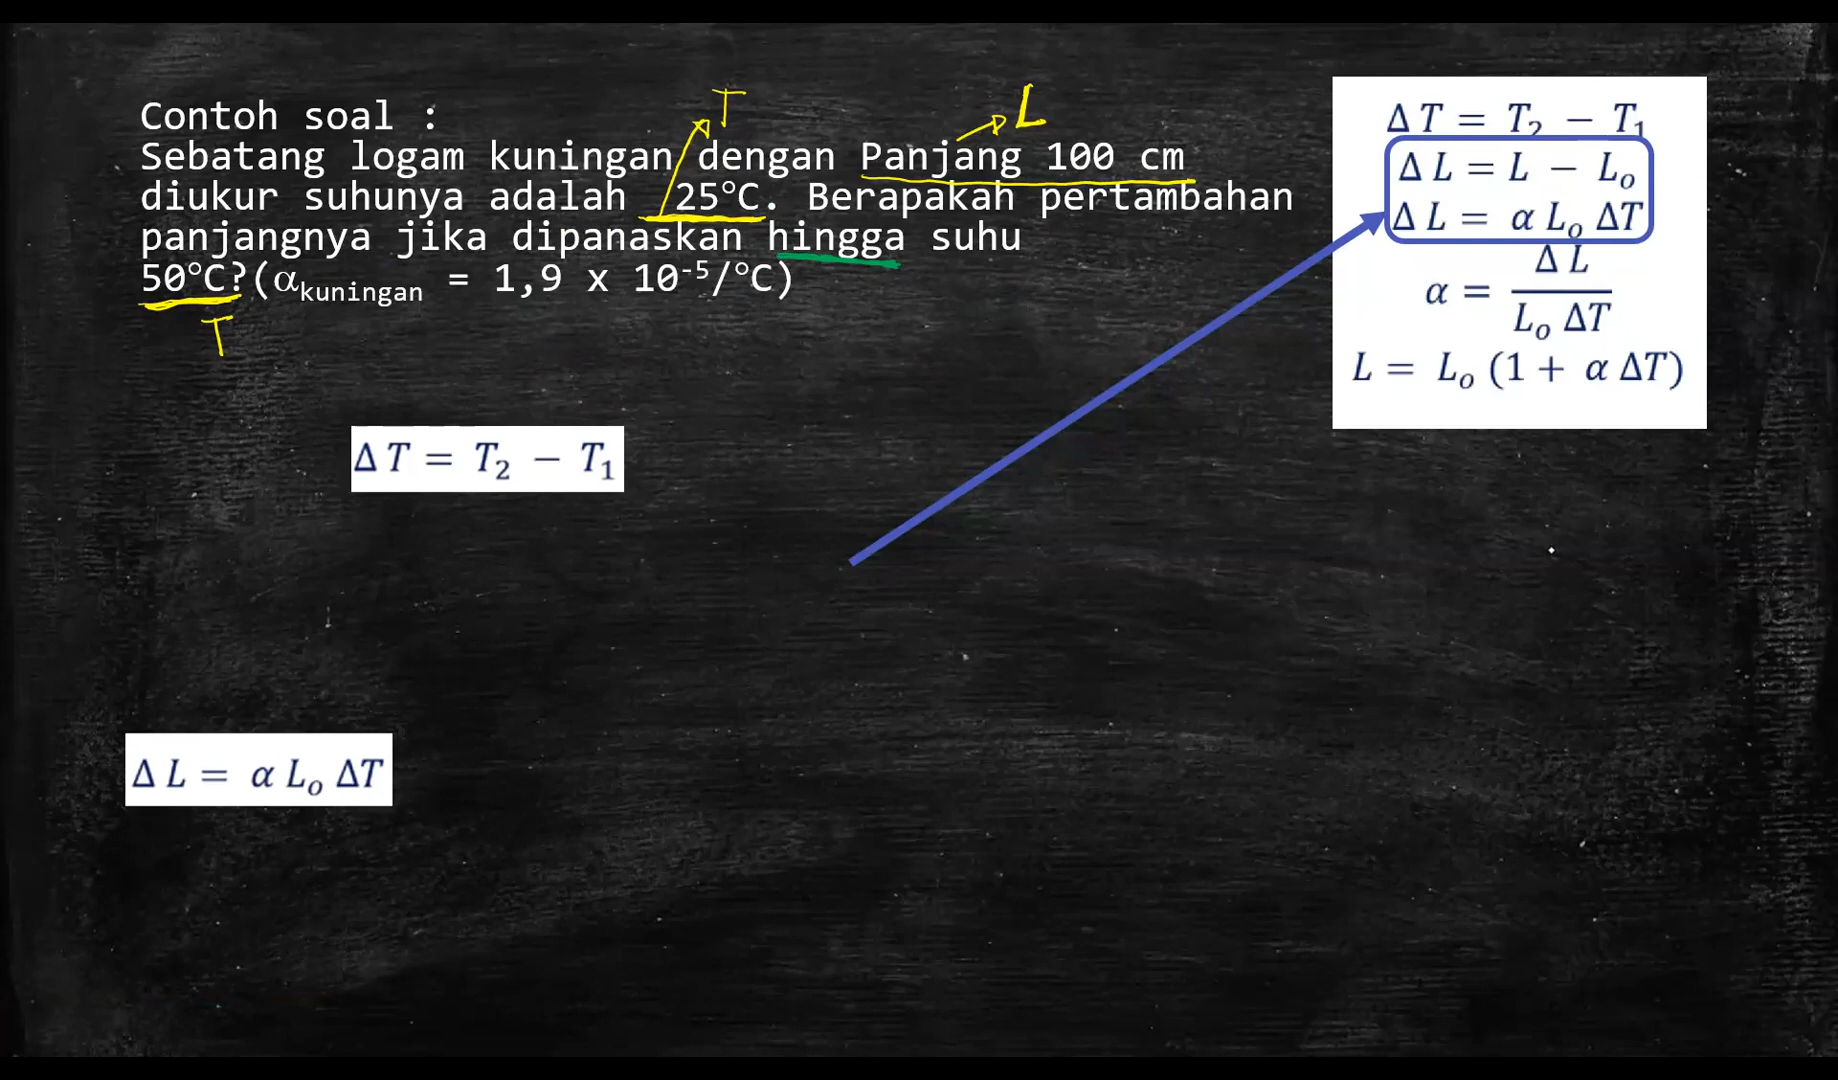 Contoh soal :
T
L
Sebatang logam kuningan dengan Panjang 100 cm
diukur suhunya adalah 25°C. Berapakah pertambahan
panjangnya jika dipanaskan hingga suhu
50°C?(αkuningan = 1,9 x 10⁻⁵/°C)
T
Δ T = T₂ − T₁
Δ L = L − Lₒ
Δ L = α Lₒ ΔT
α = Δ L / Lₒ ΔT
L = Lₒ (1 + α ΔT)
Δ T = T₂ − T₁
Δ L = α Lₒ ΔT